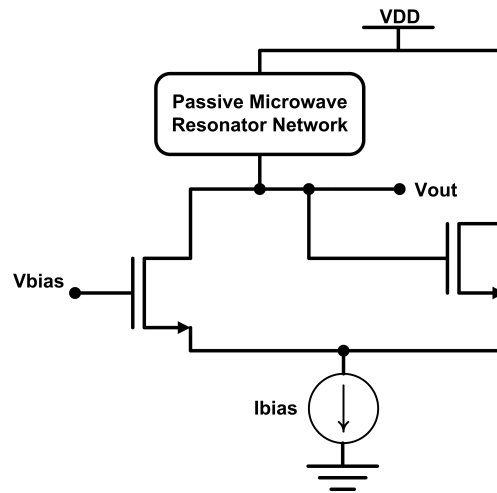 VDD
Passive Microwave
Resonator Network
Vout
Vbias
Ibias